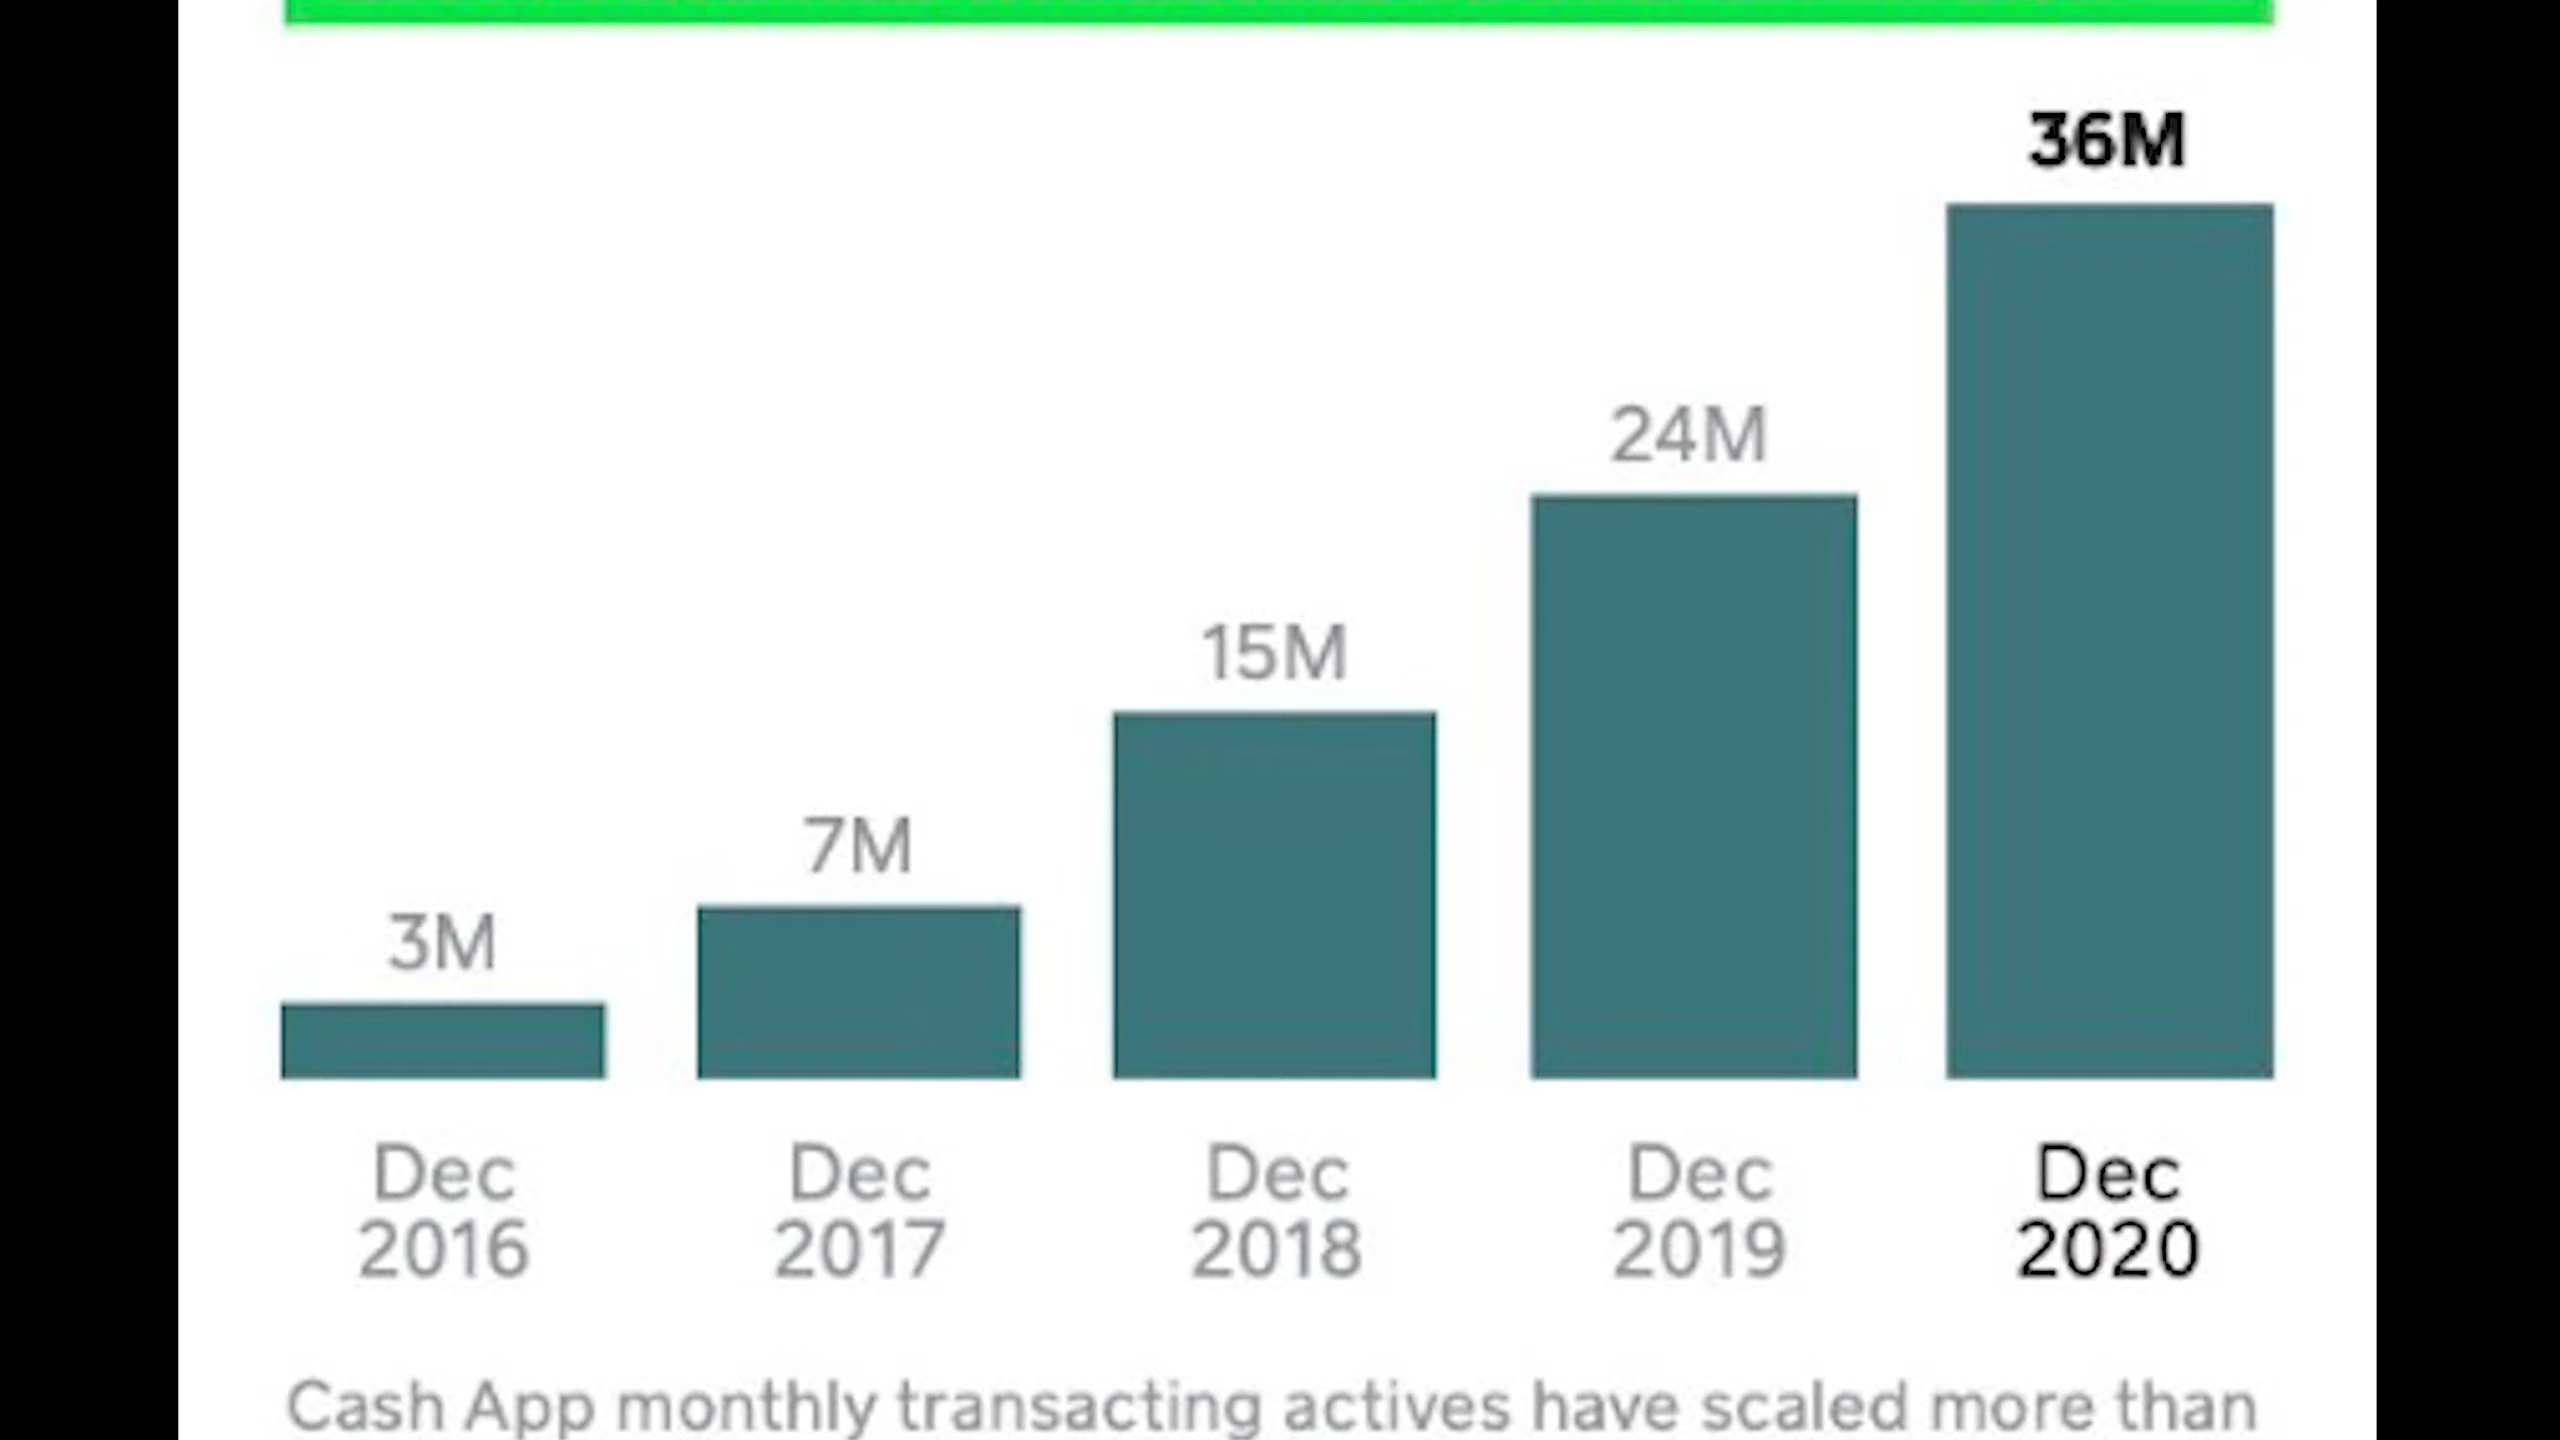 36M
24M
15M
7M
3M
Dec Dec Dec Dec Dec
2016 2017 2018 2019 2020
Cash App monthly transacting actives have scaled more than